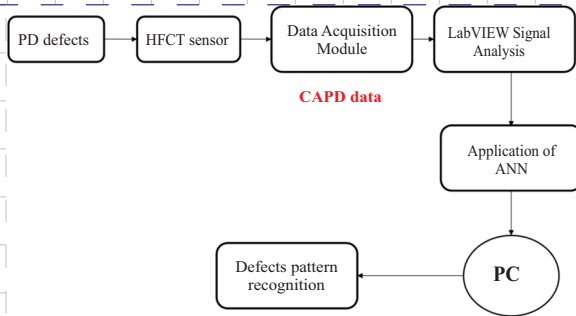 PD defects
HFCT sensor
Data Acquisition
Module
LabVIEW Signal
Analysis
CAPD data
Application of
ANN
PC
Defects pattern
recognition